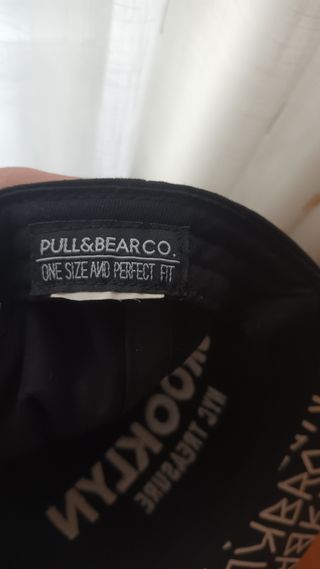 PULL&BEAR CO.
ONE SIZE AND PERFECT FIT
BROOKLYN
NYC TREASURE